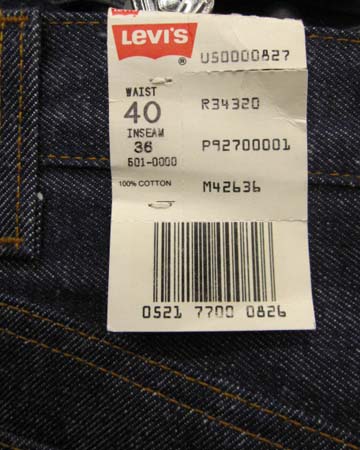 LEVI'S ®
US0000827
WAIST
40
R34320
INSEAM
36
P92700001
501-0000
100% COTTON
M42636
0521 7700 0826